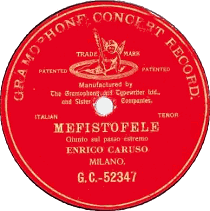 GRAMOPHONE CONCERT RECORD.
TRADE MARK
PATENTED PATENTED
Manufactured by
The Gramophone and Typewriter Ltd.,
and Sister Companies.
ITALIAN TENOR
MEFISTOFELE
Giunto sul passo estremo
ENRICO CARUSO
MILANO.
G.C.-52347